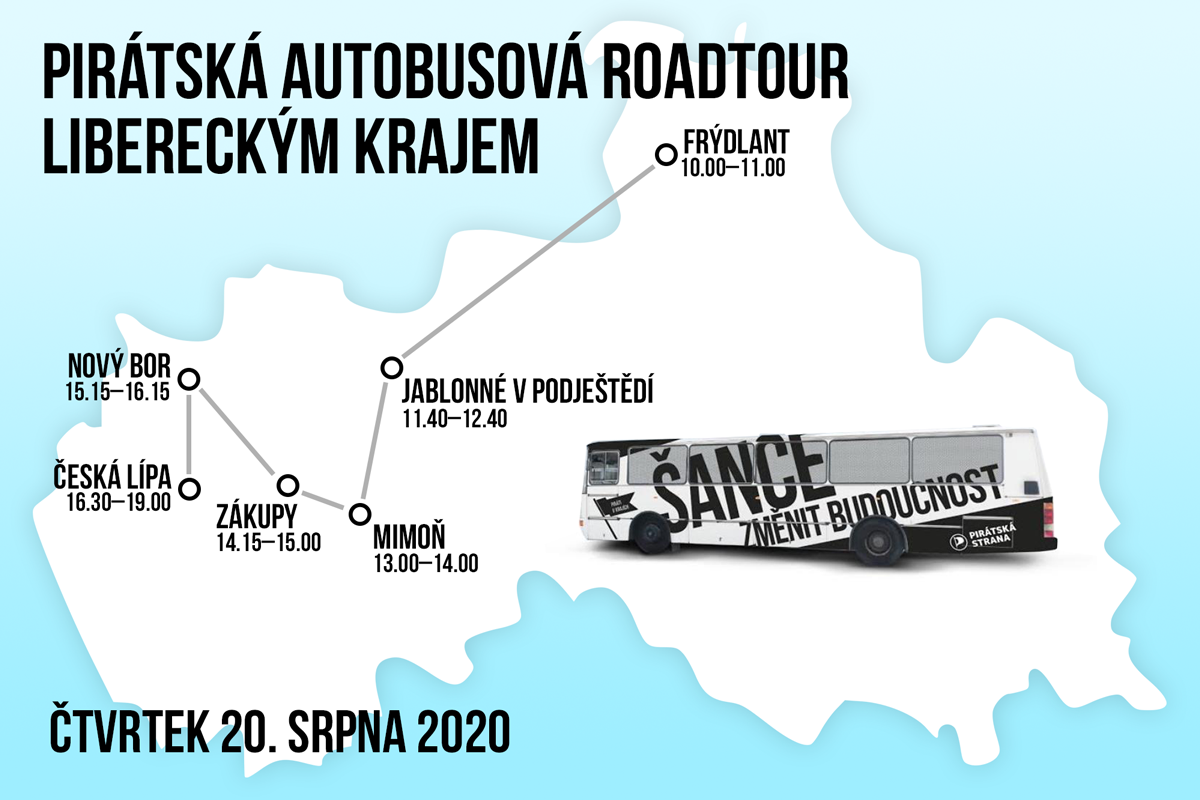 PIRÁTSKÁ AUTOBUSOVÁ ROADTOUR
LIBERECKÝM KRAJEM
FRÝDLANT
10.00–11.00
NOVÝ BOR
15.15–16.15
JABLONNÉ V PODJEŠTĚDÍ
11.40–12.40
ČESKÁ LÍPA
16.30–19.00
ZÁKUPY
14.15–15.00
MIMOŇ
13.00–14.00
ŠANCE
ZMĚNIT BUDOUCNOST
PIRÁTSKÁ
STRANA
ČTVRTEK 20. SRPNA 2020